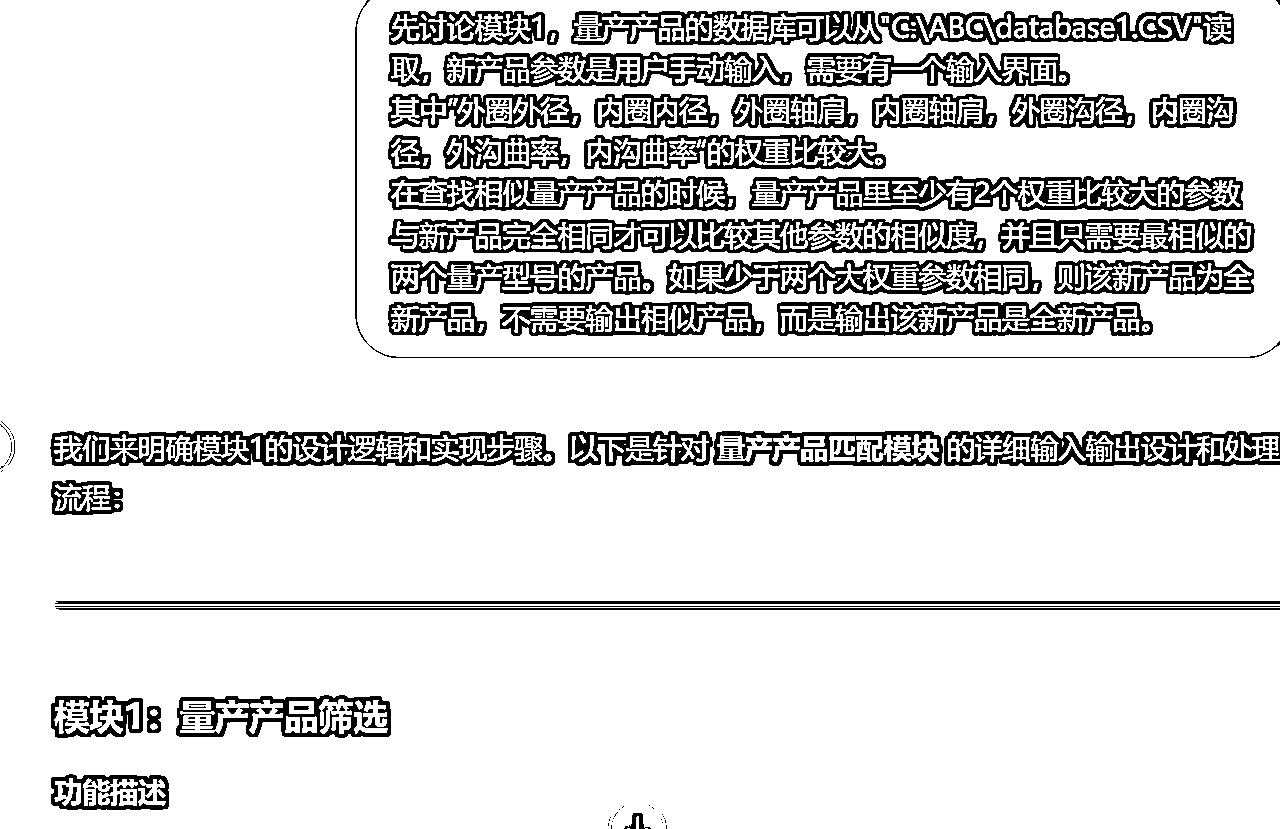 先讨论模块1，量产产品的数据库可以从"C:\ABC\database1.CSV"读
取，新产品参数是用户手动输入，需要有一个输入界面。
其中"外圈外径，内圈内径，外圈轴肩，内圈轴肩，外圈沟径，内圈沟
径，外沟曲率，内沟曲率"的权重比较大。
在查找相似量产产品的时候，量产产品里至少有2个权重比较大的参数
与新产品完全相同才可以比较其他参数的相似度，并且只需要最相似的
两个量产型号的产品。如果少于两个大权重参数相同，则该新产品为全
新产品，不需要输出相似产品，而是输出该新产品是全新产品。
我们来明确模块1的设计逻辑和实现步骤。以下是针对 量产产品匹配模块 的详细输入输出设计和处理
流程：
模块1：量产产品筛选
功能描述